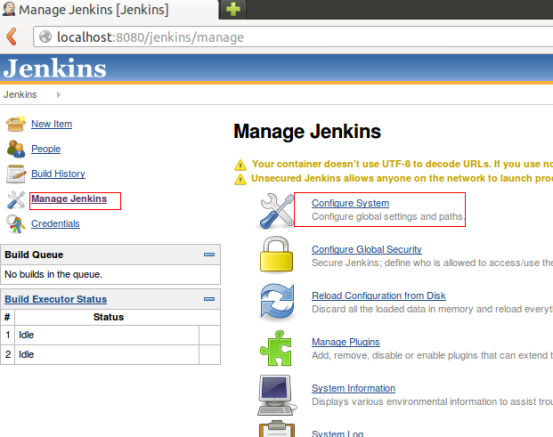 Manage Jenkins [Jenkins]
localhost:8080/jenkins/manage
Jenkins
Jenkins
New Item
People
Build History
Manage Jenkins
Credentials
Build Queue
No builds in the queue.
Build Executor Status
# Status
1 Idle
2 Idle
Manage Jenkins
Your container doesn't use UTF-8 to decode URLs. If you use
Unsecured Jenkins allows anyone on the network to launch
Configure System
Configure global settings and paths.
Configure Global Security
Secure Jenkins; define who is allowed to access/use the
Reload Configuration from Disk
Discard all the loaded data in memory and reload
Manage Plugins
Add, remove, disable or enable plugins that can extend
System Information
Displays various environmental information to assist
System Log